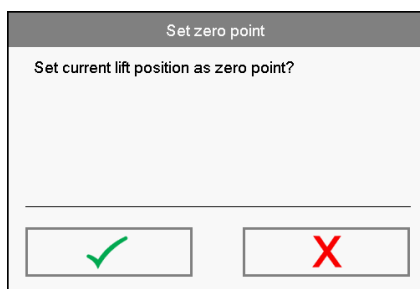 Set zero point
Set current lift position as zero point?
X